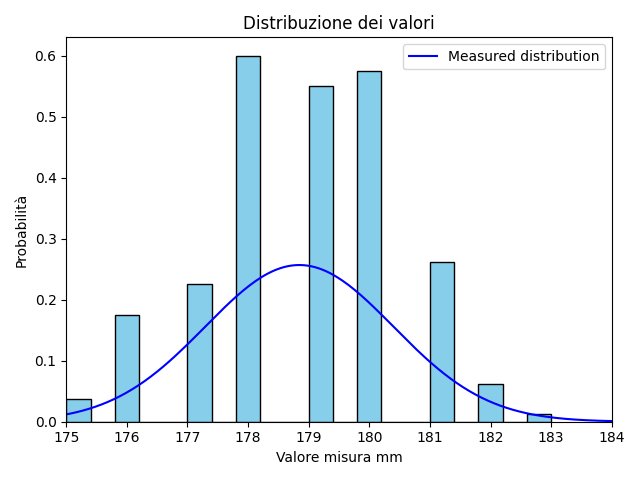 Distribuzione dei valori
Measured distribution
0.6
0.5
0.4
0.3
0.2
0.1
0.0
Probabilità
175 176 177 178 179 180 181 182 183 184
Valore misura mm